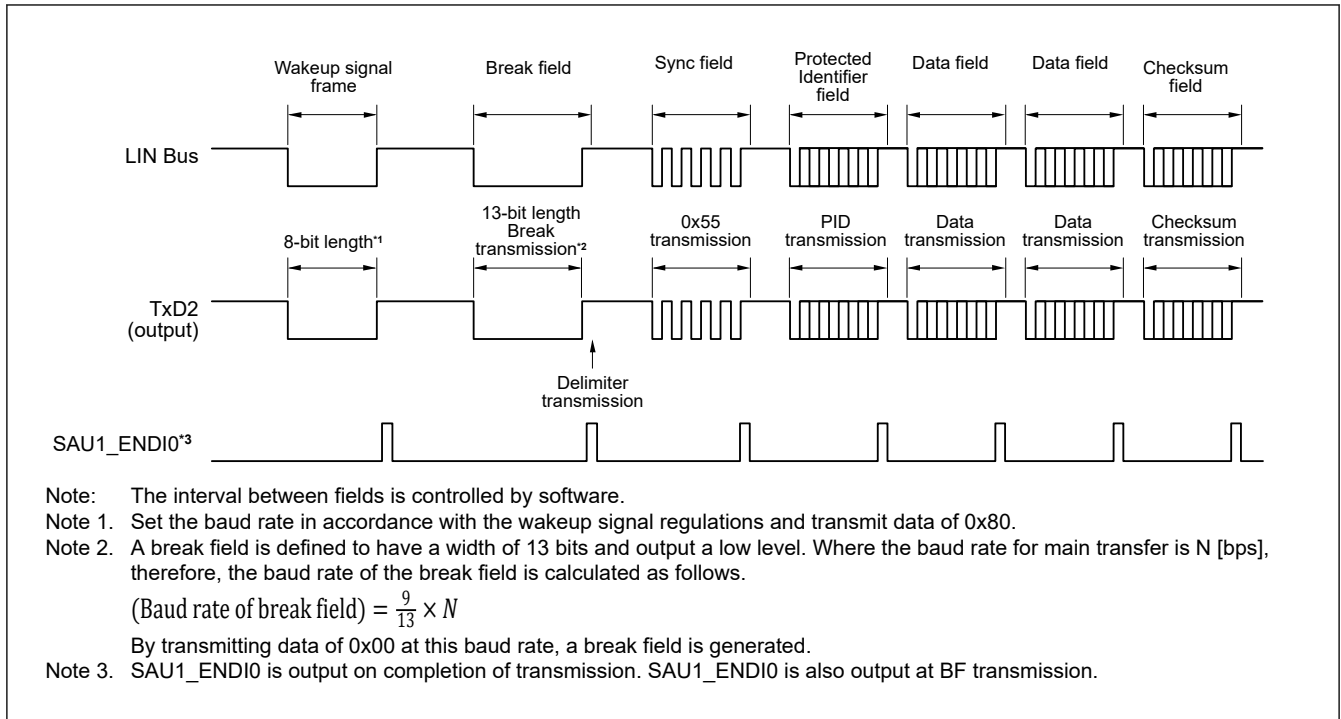 Wakeup signal
frame
Break field
Sync field
Protected
Identifier
field
Data field
Data field
Checksum
field
LIN Bus
8-bit length*1
13-bit length
Break
transmission*2
0x55
transmission
PID
transmission
Data
transmission
Data
transmission
Checksum
transmission
TxD2
(output)
Delimiter
transmission
SAU1_ENDI0*3
Note: The interval between fields is controlled by software.
Note 1. Set the baud rate in accordance with the wakeup signal regulations and transmit data of 0x80.
Note 2. A break field is defined to have a width of 13 bits and output a low level. Where the baud rate for main transfer is N [bps],
therefore, the baud rate of the break field is calculated as follows.
(Baud rate of break field) = 9/13 × N
By transmitting data of 0x00 at this baud rate, a break field is generated.
Note 3. SAU1_ENDI0 is output on completion of transmission. SAU1_ENDI0 is also output at BF transmission.